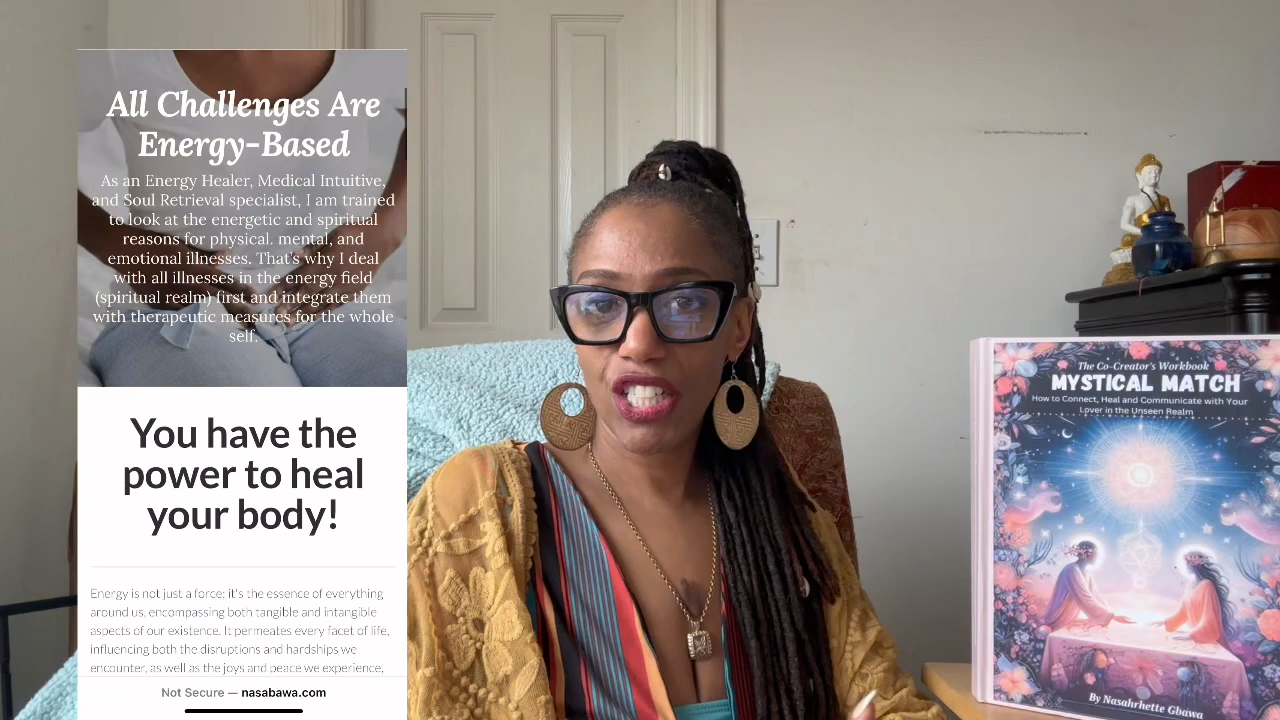 All Challenges Are
Energy-Based
As an Energy Healer, Medical Intuitive,
and Soul Retrieval specialist, I am trained
to look at the energetic and spiritual
reasons for physical. mental, and
emotional illnesses. That's why I deal
with all illnesses in the energy field
(spiritual realm) first and integrate them
with therapeutic measures for the whole
self.
You have the
power to heal
your body!
Energy is not just a force; it's the essence of everything
around us, encompassing both tangible and intangible
aspects of our existence. It permeates every facet of life,
influencing both the disruptions and hardships we
encounter, as well as the joys and peace we experience,
Not Secure — nasabawa.com
The Co-Creator's Workbook
MYSTICAL MATCH
How to Connect, Heal and Communicate with Your
Lover in the Unseen Realm
By Nasahrhette Gbawa